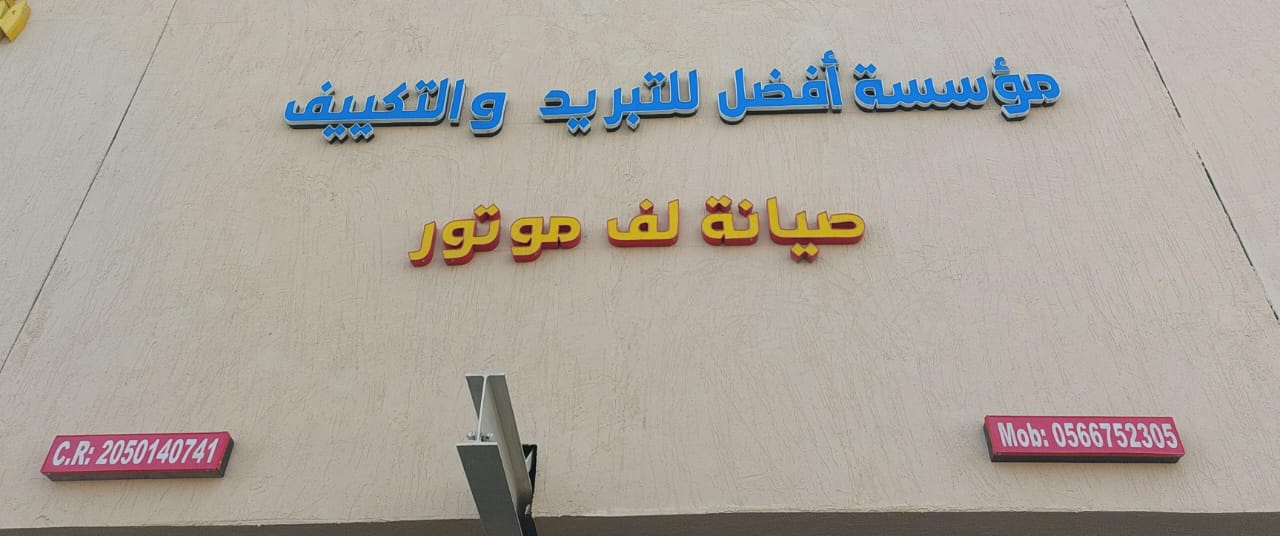 مؤسسة أفضل للتبريد والتكييف
صيانة لف موتور
C.R: 2050140741
Mob: 0566752305